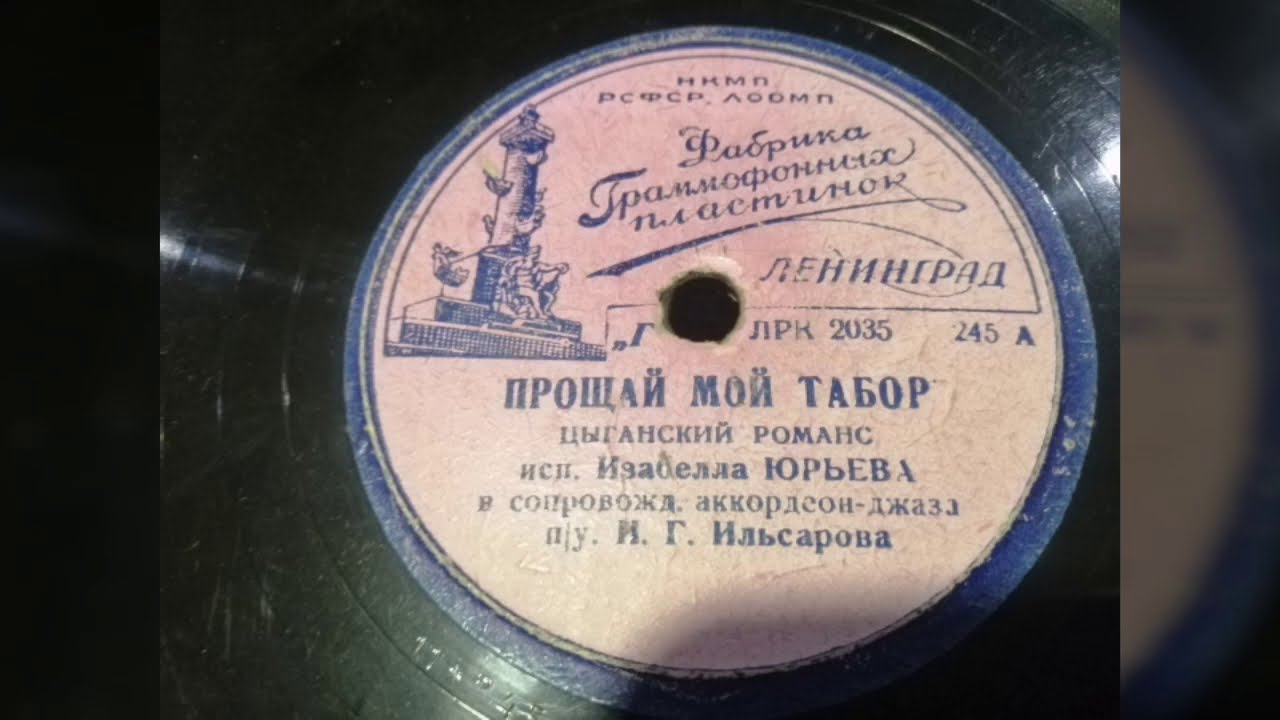 НКМП
РСФСР, ЛООМП
Фабрика
Граммофонных
пластинок
ЛЕНИНГРАД
„Г ЛРК 2035 245 А
ПРОЩАЙ МОЙ ТАБОР
ЦЫГАНСКИЙ РОМАНС
исп. Изабелла ЮРЬЕВА
в сопровожд. аккордеон-джаза
п/у. И. Г. Ильсарова